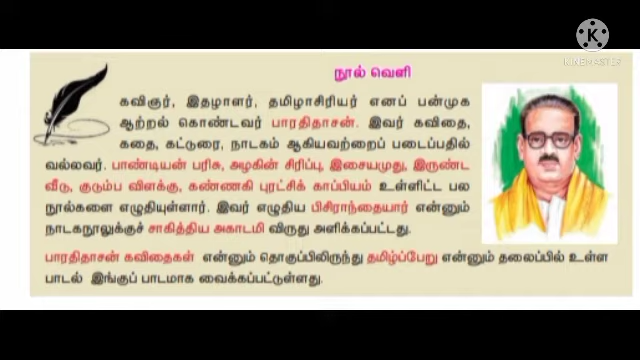 KINEMASTER
நூல் வெளி
கவிஞர், இதழாளர், தமிழாசிரியர் எனப் பன்முக
ஆற்றல் கொண்டவர் பாரதிதாசன். இவர் கவிதை,
கதை, கட்டுரை, நாடகம் ஆகியவற்றைப் படைப்பதில்
வல்லவர். பாண்டியன் பரிசு, அழகின் சிரிப்பு, இசையமுது, இருண்ட
வீடு, குடும்ப விளக்கு, கண்ணகி புரட்சிக் காப்பியம் உள்ளிட்ட பல
நூல்களை எழுதியுள்ளார். இவர் எழுதிய பிசிராந்தையார் என்னும்
நாடகநூலுக்குச் சாகித்திய அகாடமி விருது அளிக்கப்பட்டது.
பாரதிதாசன் கவிதைகள் என்னும் தொகுப்பிலிருந்து தமிழ்ப்பேறு என்னும் தலைப்பில் உள்ள
பாடல் இங்குப் பாடமாக வைக்கப்பட்டுள்ளது.